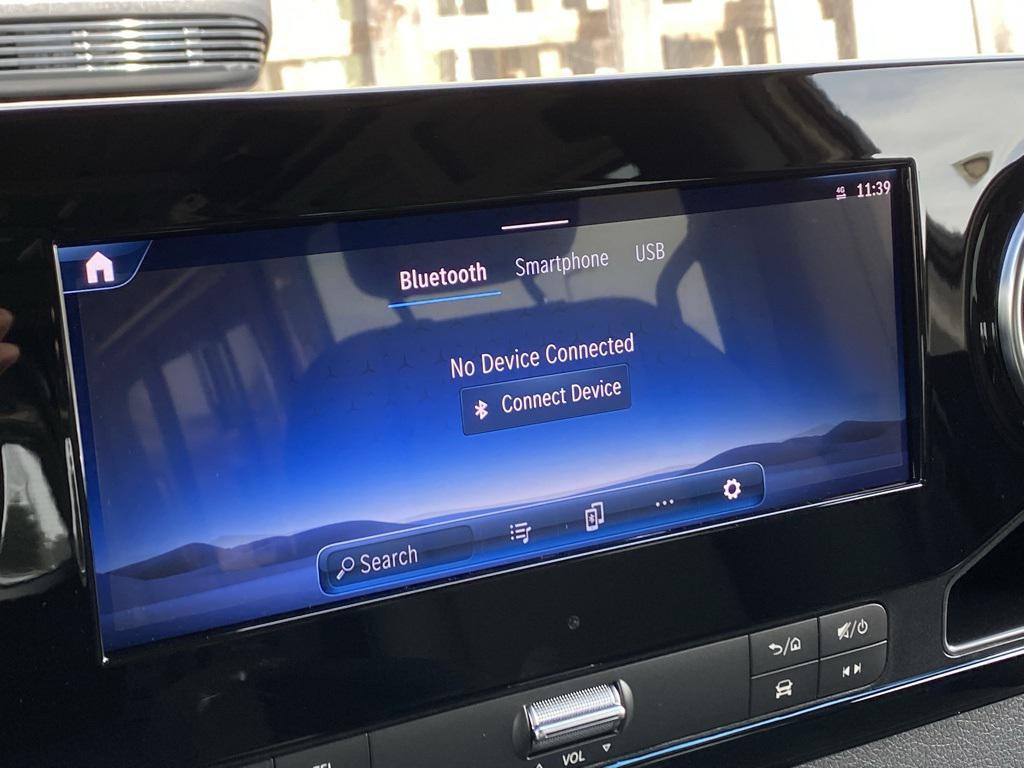 4G 11:39
Bluetooth Smartphone USB
No Device Connected
Connect Device
Search
VOL